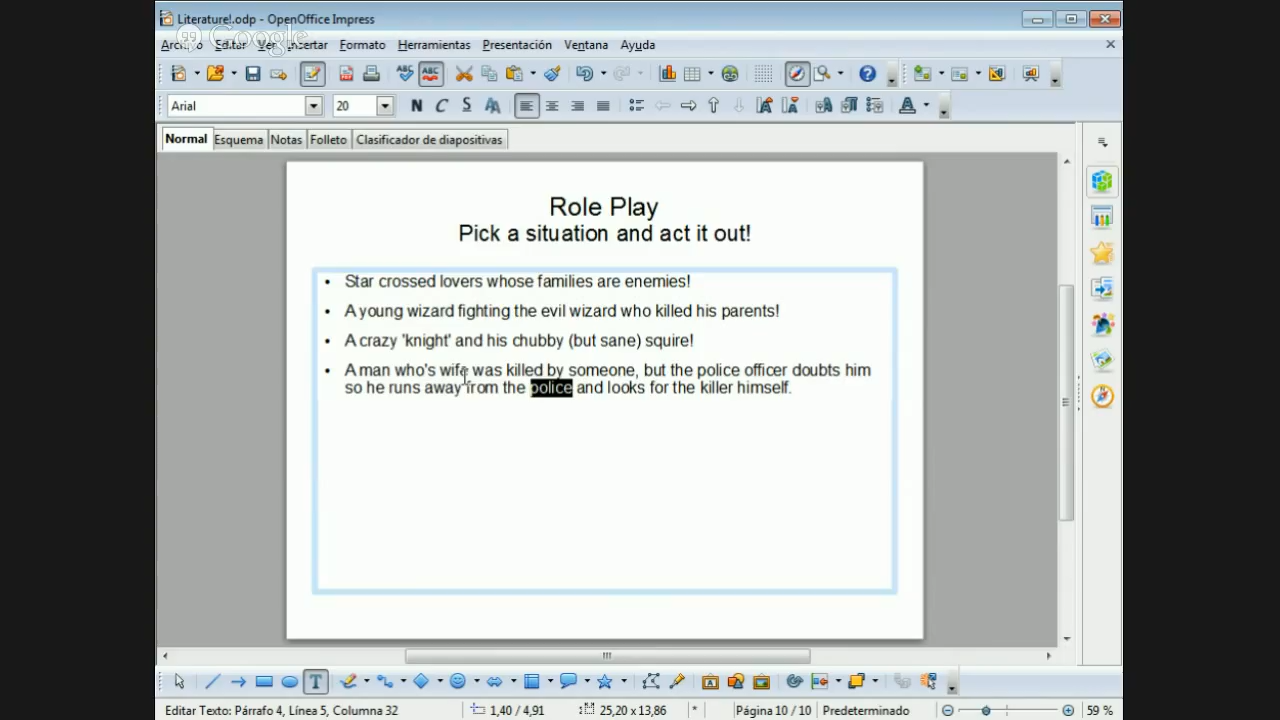 Literature!.odp - OpenOffice Impress
Google
Archivo Editar Ver Insertar Formato Herramientas Presentación Ventana Ayuda
Arial 20 N C S
Normal Esquema Notas Folleto Clasificador de diapositivas
Role Play
Pick a situation and act it out!
• Star crossed lovers whose families are enemies!
• A young wizard fighting the evil wizard who killed his parents!
• A crazy 'knight' and his chubby (but sane) squire!
• A man who's wife was killed by someone, but the police officer doubts him
so he runs away from the police and looks for the killer himself.
Editar Texto: Párrafo 4, Línea 5, Columna 32 1,40 / 4,91 25,20 x 13,86 * Página 10 / 10 Predeterminado 59 %